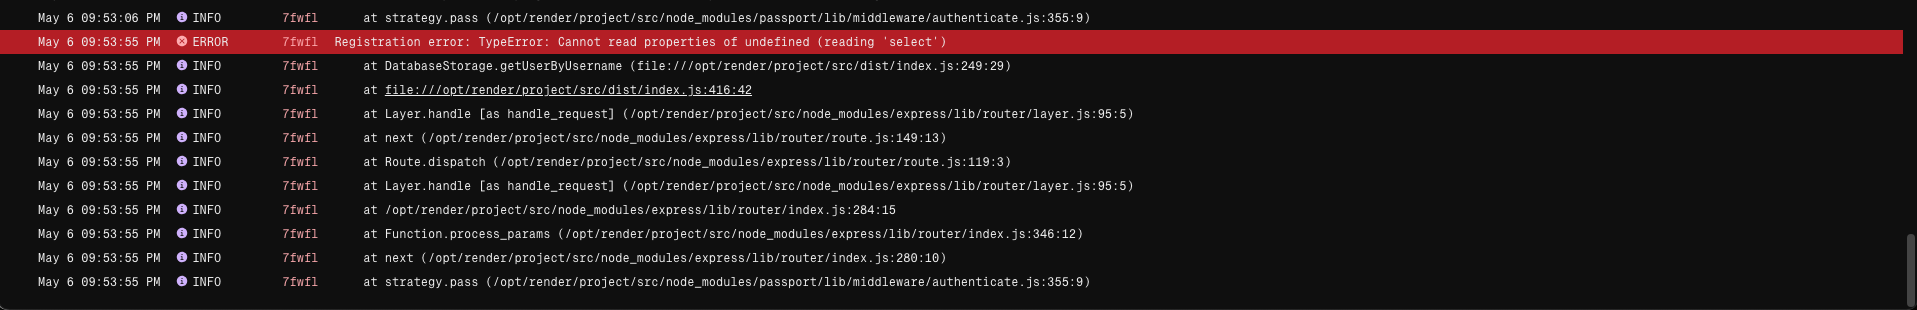 May 6 09:53:06 PM INFO 7fwfl at strategy.pass (/opt/render/project/src/node_modules/passport/lib/middleware/authenticate.js:355:9)
May 6 09:53:55 PM ERROR 7fwfl Registration error: TypeError: Cannot read properties of undefined (reading 'select')
May 6 09:53:55 PM INFO 7fwfl at DatabaseStorage.getUserByUsername (file:///opt/render/project/src/dist/index.js:249:29)
May 6 09:53:55 PM INFO 7fwfl at file:///opt/render/project/src/dist/index.js:416:42
May 6 09:53:55 PM INFO 7fwfl at Layer.handle [as handle_request] (/opt/render/project/src/node_modules/express/lib/router/layer.js:95:5)
May 6 09:53:55 PM INFO 7fwfl at next (/opt/render/project/src/node_modules/express/lib/router/route.js:149:13)
May 6 09:53:55 PM INFO 7fwfl at Route.dispatch (/opt/render/project/src/node_modules/express/lib/router/route.js:119:3)
May 6 09:53:55 PM INFO 7fwfl at Layer.handle [as handle_request] (/opt/render/project/src/node_modules/express/lib/router/layer.js:95:5)
May 6 09:53:55 PM INFO 7fwfl at /opt/render/project/src/node_modules/express/lib/router/index.js:284:15
May 6 09:53:55 PM INFO 7fwfl at Function.process_params (/opt/render/project/src/node_modules/express/lib/router/index.js:346:12)
May 6 09:53:55 PM INFO 7fwfl at next (/opt/render/project/src/node_modules/express/lib/router/index.js:280:10)
May 6 09:53:55 PM INFO 7fwfl at strategy.pass (/opt/render/project/src/node_modules/passport/lib/middleware/authenticate.js:355:9)